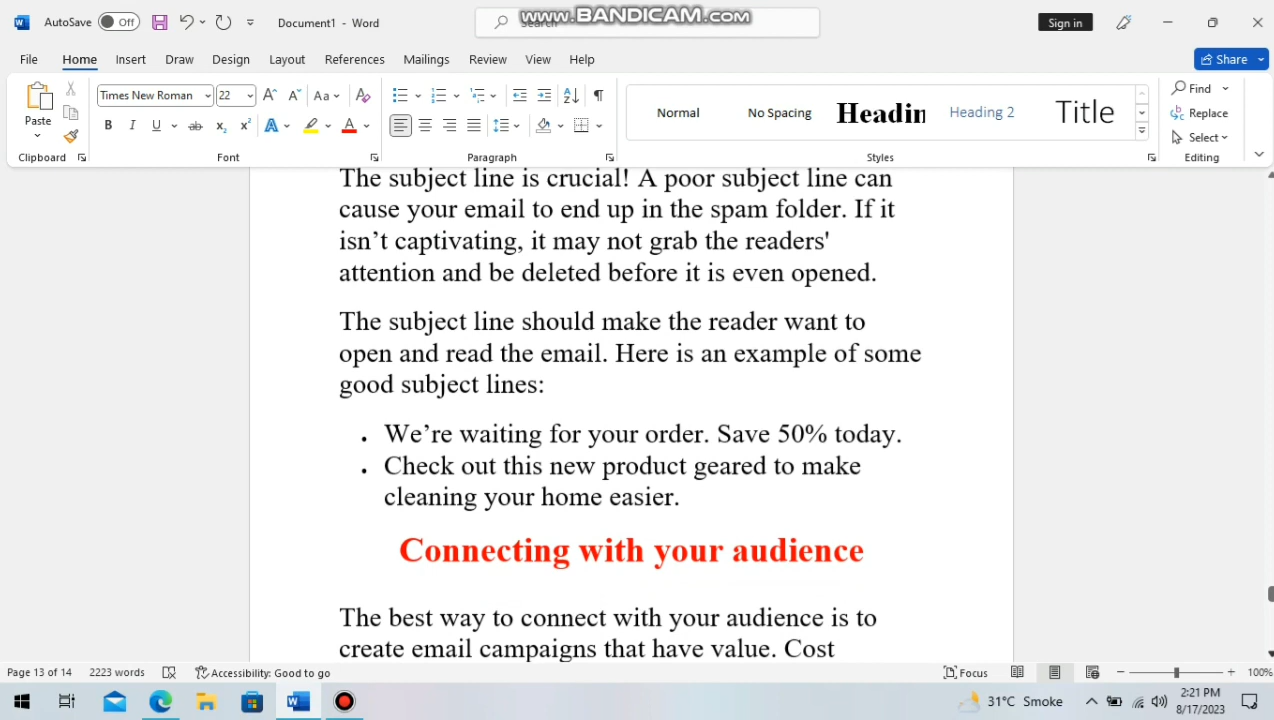 AutoSave Off Document1 - Word www.BANDICAM.com Sign in
File Home Insert Draw Design Layout References Mailings Review View Help Share
Paste Times New Roman 22 Aa Normal No Spacing Headin Heading 2 Title Find
Replace
B I U ab x₂ x² A A Select
Clipboard Font Paragraph Styles Editing
The subject line is crucial! A poor subject line can
cause your email to end up in the spam folder. If it
isn’t captivating, it may not grab the readers'
attention and be deleted before it is even opened.
The subject line should make the reader want to
open and read the email. Here is an example of some
good subject lines:
• We’re waiting for your order. Save 50% today.
• Check out this new product geared to make
cleaning your home easier.
Connecting with your audience
The best way to connect with your audience is to
create email campaigns that have value. Cost
Page 13 of 14 2223 words Accessibility: Good to go Focus 100%
31°C Smoke 2:21 PM
8/17/2023